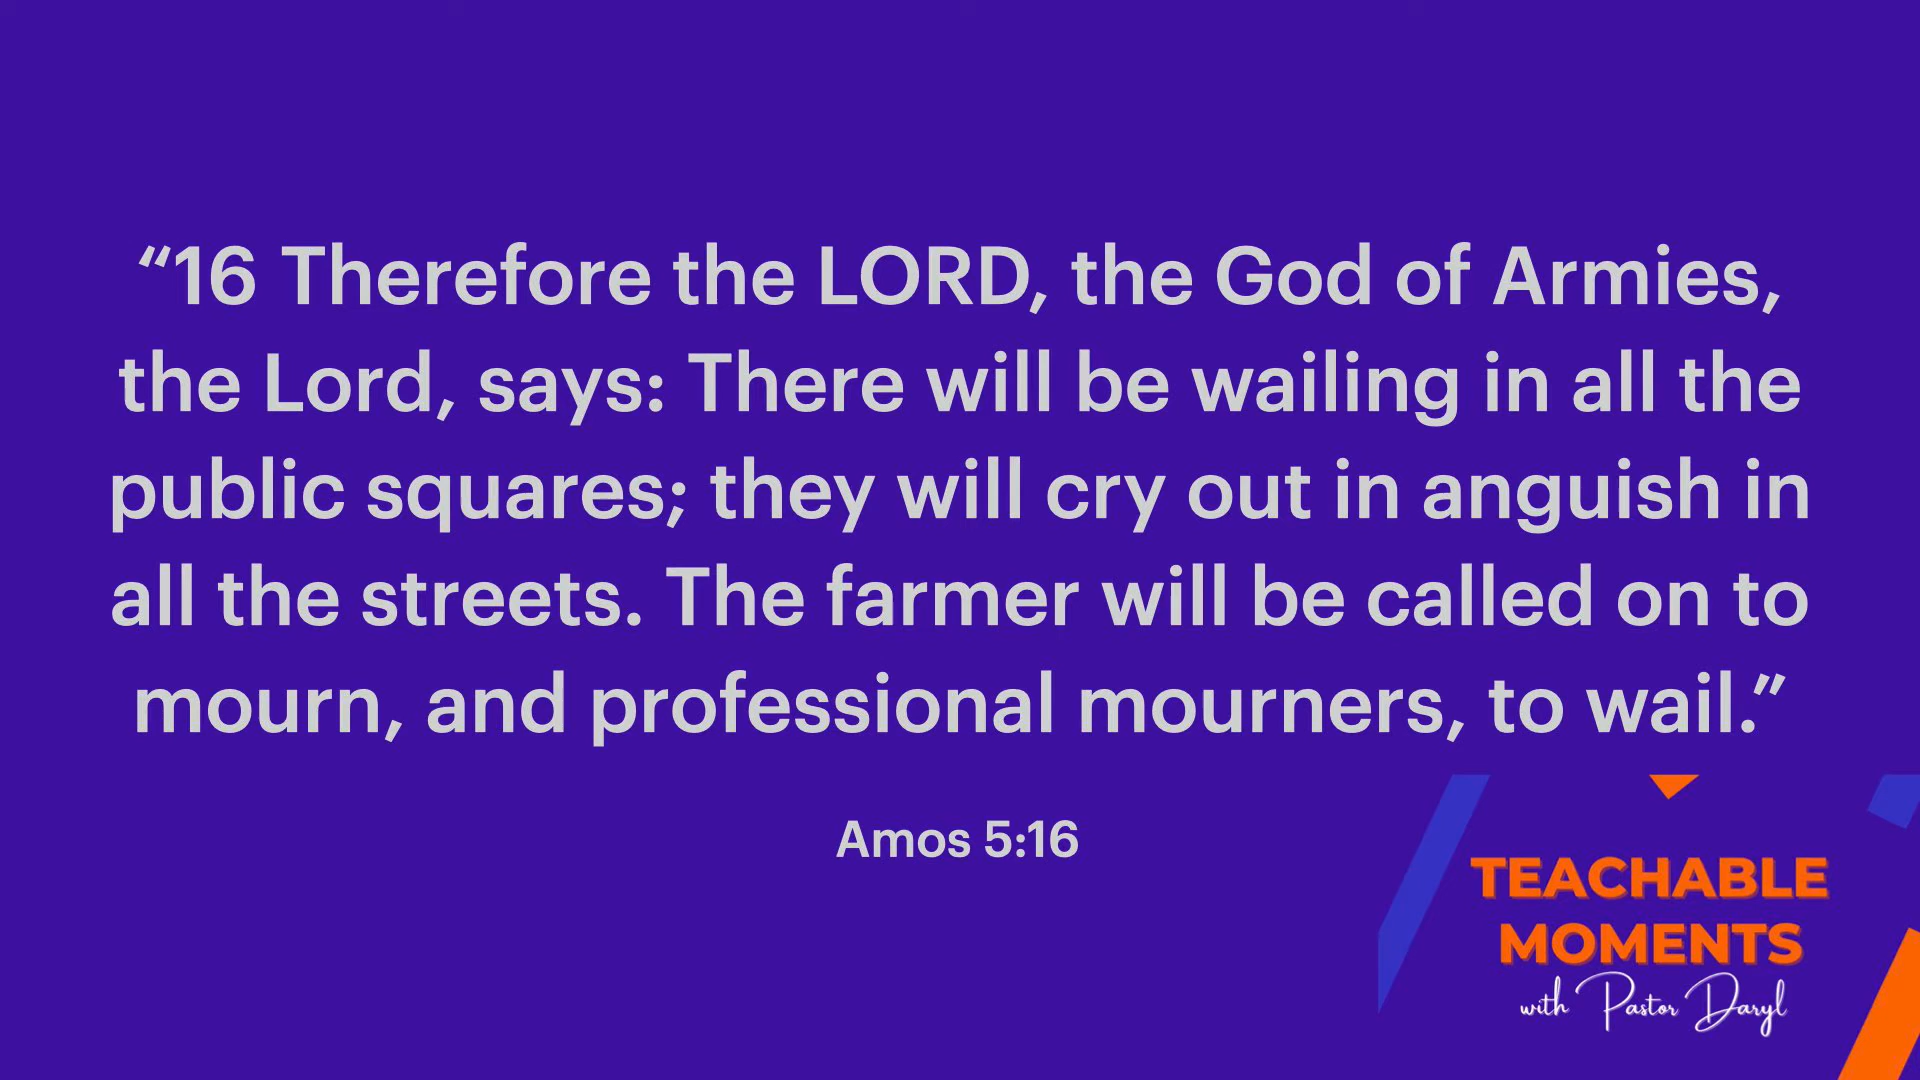 “16 Therefore the LORD, the God of Armies,
the Lord, says: There will be wailing in all the
public squares; they will cry out in anguish in
all the streets. The farmer will be called on to
mourn, and professional mourners, to wail.”
Amos 5:16
TEACHABLE
MOMENTS
with Pastor Daryl